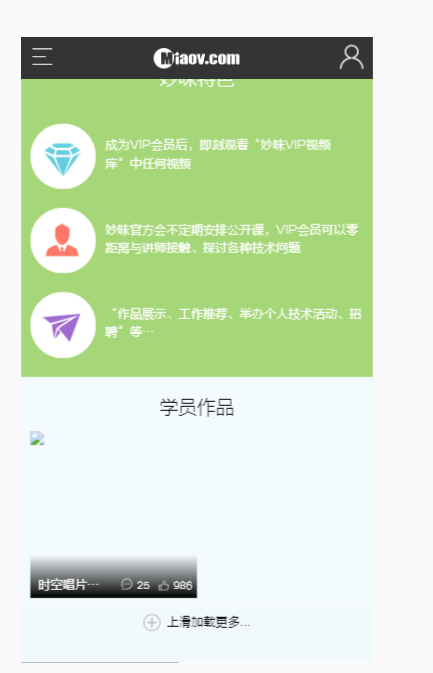 Miaov.com
妙味特色
成为VIP会员后，即刻观看“妙味VIP视频
库”中任何视频
妙味官方会不定期安排公开课，VIP会员可以零
距离与讲师接触、探讨各种技术问题
“作品展示、工作推荐、举办个人技术活动、招
聘”等…
学员作品
时空唱片… 25 986
上滑加载更多...